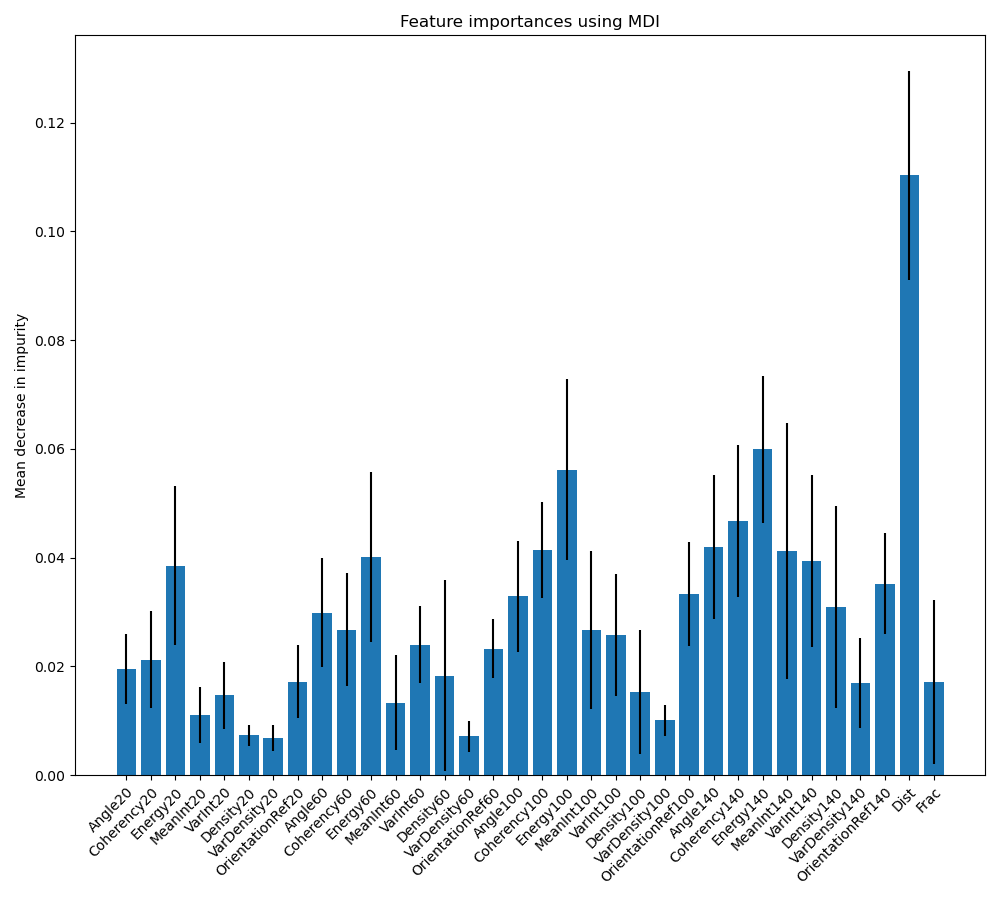 Feature importances using MDI
Mean decrease in impurity
0.12
0.10
0.08
0.06
0.04
0.02
0.00
Angle20
Coherency20
Energy20
MeanInt20
VarInt20
Density20
VarDensity20
OrientationRef20
Angle60
Coherency60
Energy60
MeanInt60
VarInt60
Density60
VarDensity60
OrientationRef60
Angle100
Coherency100
Energy100
MeanInt100
VarInt100
Density100
VarDensity100
OrientationRef100
Angle140
Coherency140
Energy140
MeanInt140
VarInt140
Density140
VarDensity140
OrientationRef140
Dist
Frac